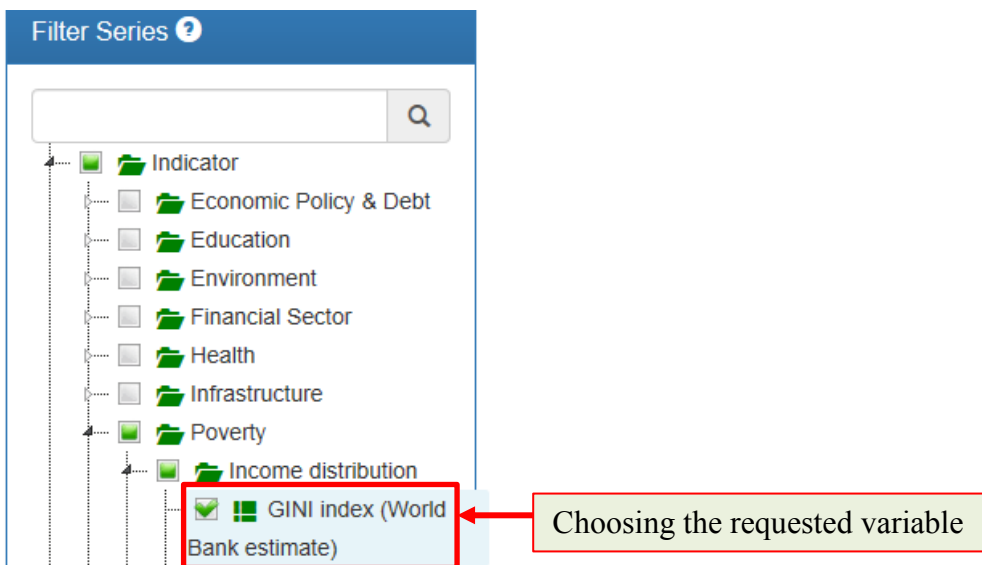 Filter Series ?
Indicator
Economic Policy & Debt
Education
Environment
Financial Sector
Health
Infrastructure
Poverty
Income distribution
GINI index (World
Bank estimate)
Choosing the requested variable